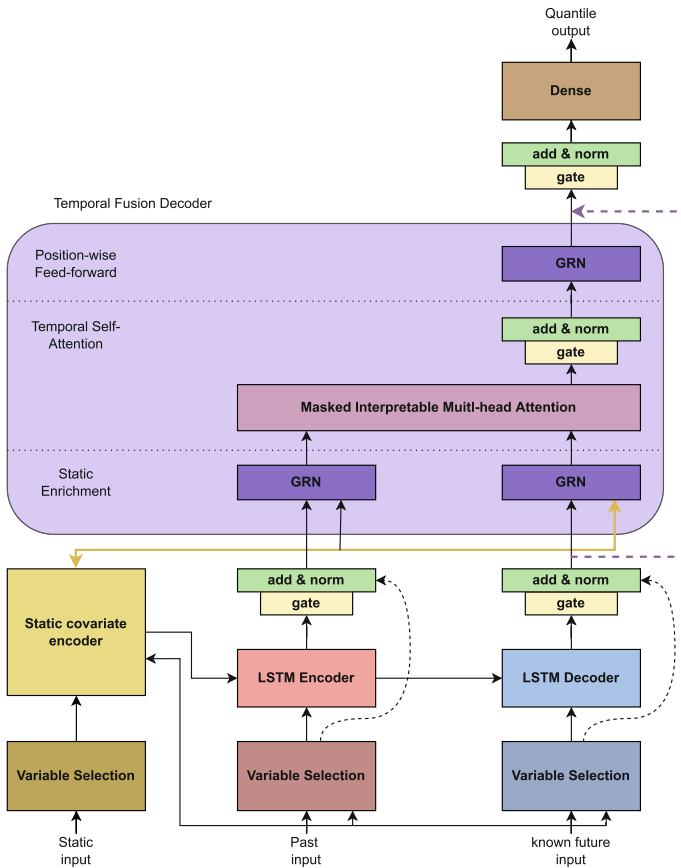 Quantile
output
Dense
add & norm
gate
Temporal Fusion Decoder
Position-wise
Feed-forward
GRN
Temporal Self-
Attention
add & norm
gate
Masked Interpretable Muitl-head Attention
Static
Enrichment
GRN
GRN
add & norm
gate
add & norm
gate
Static covariate
encoder
LSTM Encoder
LSTM Decoder
Variable Selection
Variable Selection
Variable Selection
Static
input
Past
input
known future
input